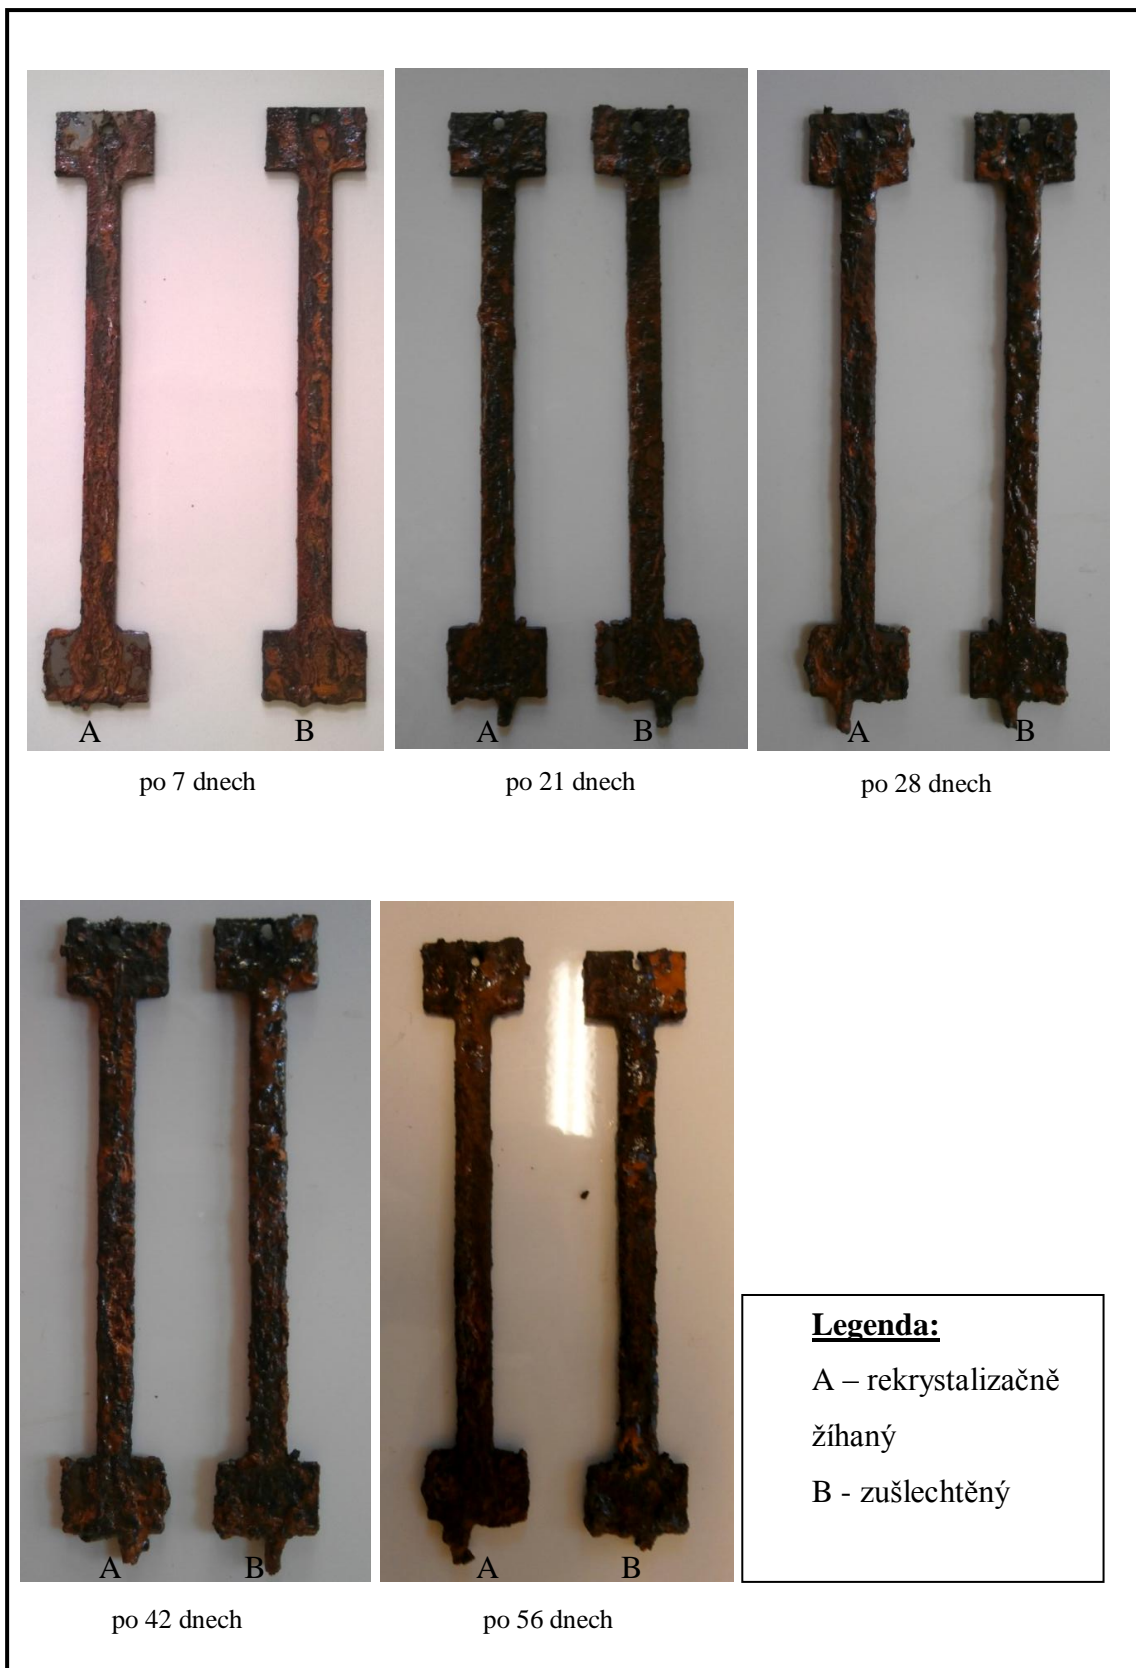 A
B
po 7 dnech
A
B
po 21 dnech
A
B
po 28 dnech
A
B
po 42 dnech
A
B
po 56 dnech
Legenda:
A – rekrystalizačně
žíhaný
B - zušlechtěný